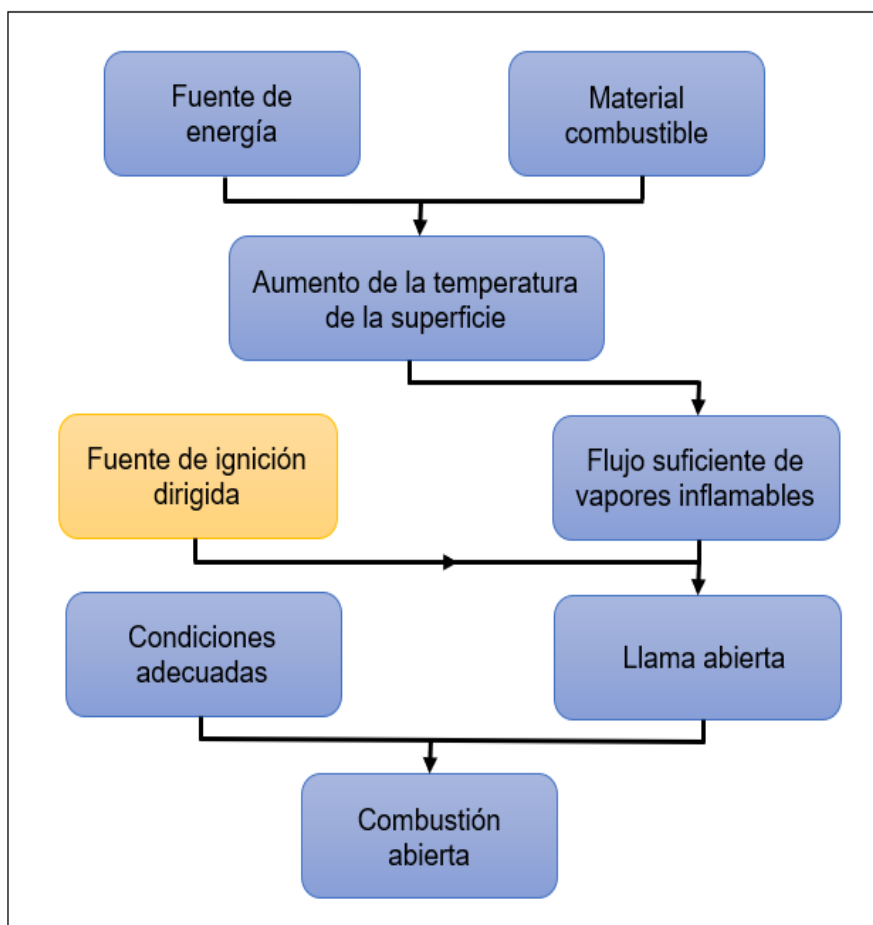 Fuente de
energía
Material
combustible
Aumento de la temperatura
de la superficie
Fuente de ignición
dirigida
Flujo suficiente de
vapores inflamables
Condiciones
adecuadas
Llama abierta
Combustión
abierta